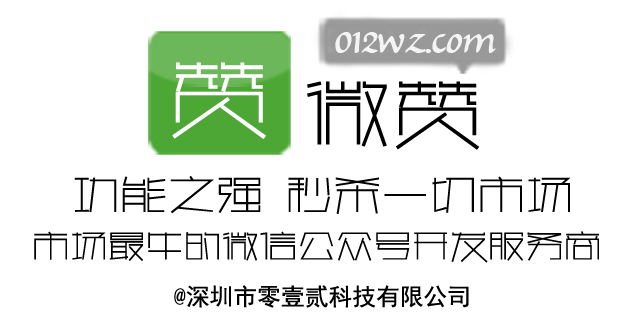 012wz.com
赞 微赞
功能之强 秒杀一切市场
市场最牛的微信公众号开发服务商
@深圳市零壹贰科技有限公司